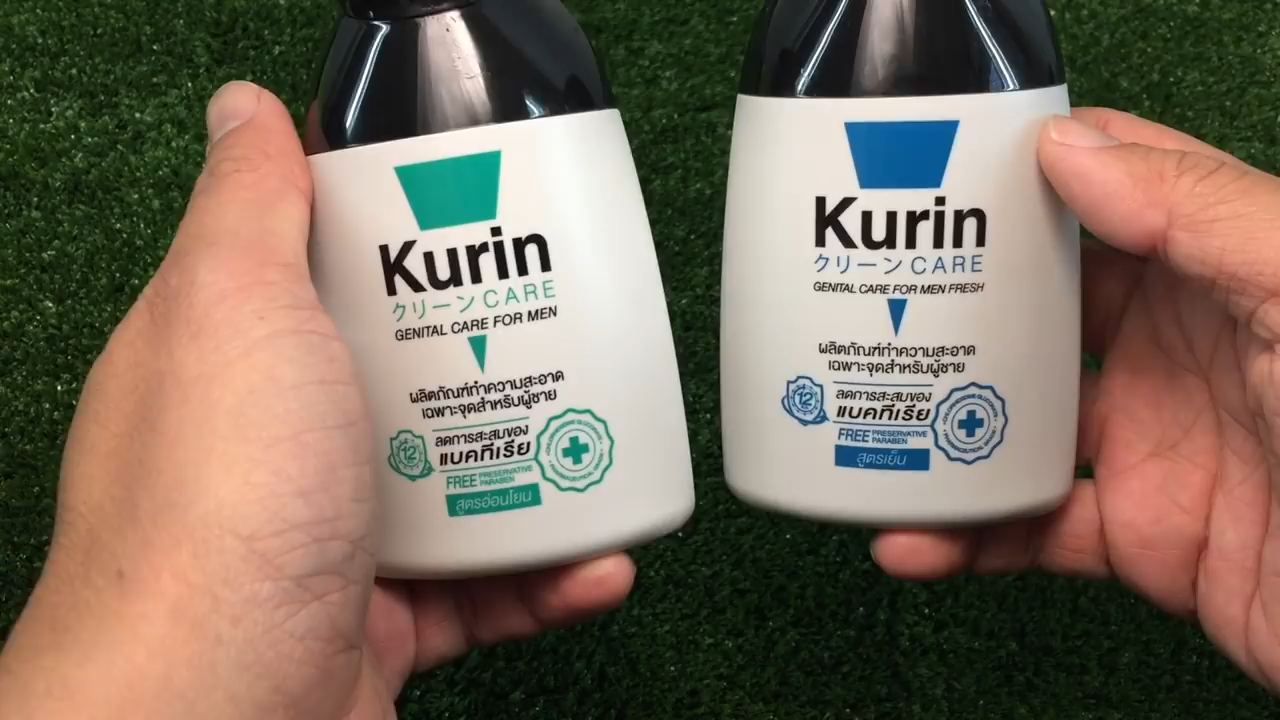 Kurin
クリーン CARE
GENITAL CARE FOR MEN
ผลิตภัณฑ์ทำความสะอาด
เฉพาะจุดสำหรับผู้ชาย
12
ลดการสะสมของ
แบคทีเรีย
FREE PRESERVATIVE
PARABEN
สูตรอ่อนโยน
Kurin
クリーン CARE
GENITAL CARE FOR MEN FRESH
ผลิตภัณฑ์ทำความสะอาด
เฉพาะจุดสำหรับผู้ชาย
12
ลดการสะสมของ
แบคทีเรีย
FREE PRESERVATIVE
PARABEN
CHLORHEXIDINE GLUCONATE
PHARMACEUTICAL GRADE
สูตรเย็น